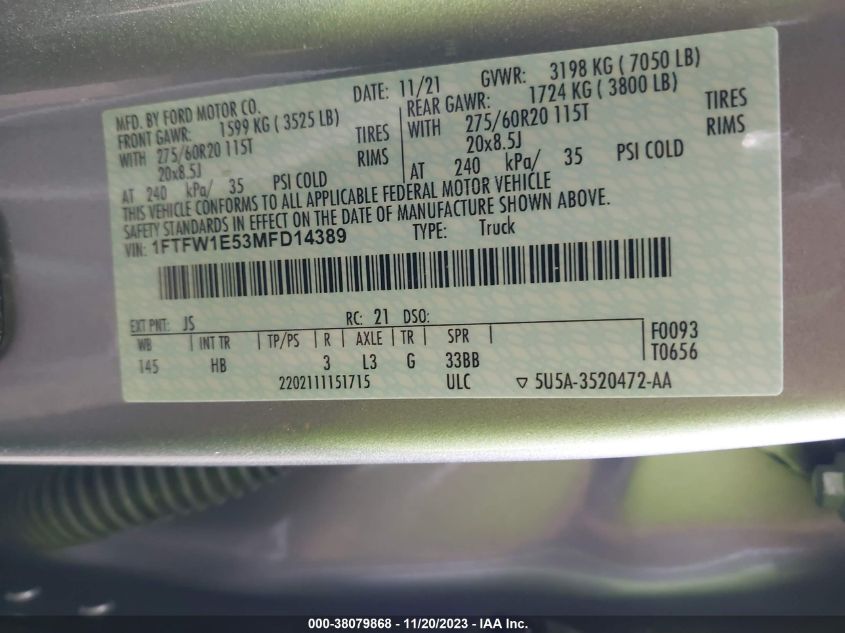 MFD. BY FORD MOTOR CO. DATE: 11/21 GVWR: 3198 KG ( 7050 LB)
FRONT GAWR: 1599 KG ( 3525 LB) REAR GAWR: 1724 KG ( 3800 LB)
WITH 275/60R20 115T TIRES WITH 275/60R20 115T TIRES
20x8.5J RIMS 20x8.5J RIMS
AT 240 kPa/ 35 PSI COLD AT 240 kPa/ 35 PSI COLD
THIS VEHICLE CONFORMS TO ALL APPLICABLE FEDERAL MOTOR VEHICLE
SAFETY STANDARDS IN EFFECT ON THE DATE OF MANUFACTURE SHOWN ABOVE.
VIN: 1FTFW1E53MFD14389 TYPE: Truck
EXT PNT: JS RC: 21 DSO:
WB INT TR TP/PS R AXLE TR SPR F0093
145 HB 3 L3 G 33BB T0656
2202111151715 ULC ▽ 5U5A-3520472-AA
000-38079868 - 11/20/2023 - IAA Inc.